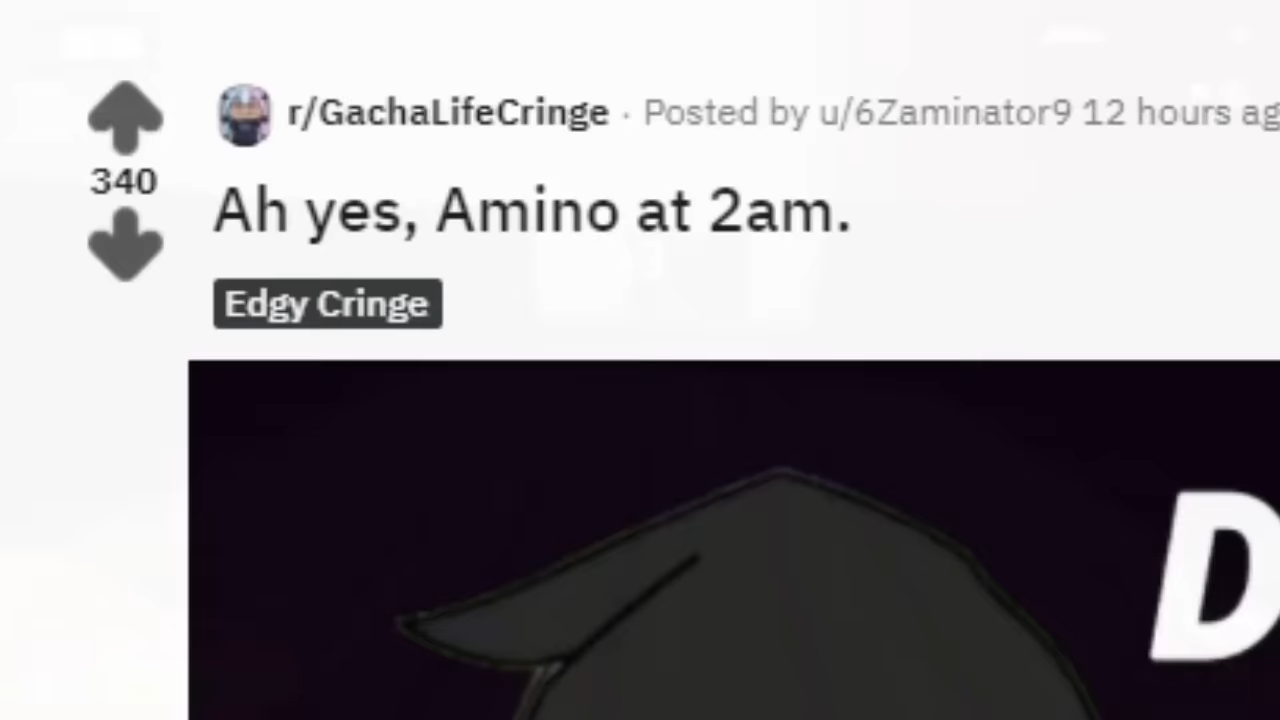 r/GachaLifeCringe · Posted by u/6Zaminator9 12 hours ag
340
Ah yes, Amino at 2am.
Edgy Cringe
D